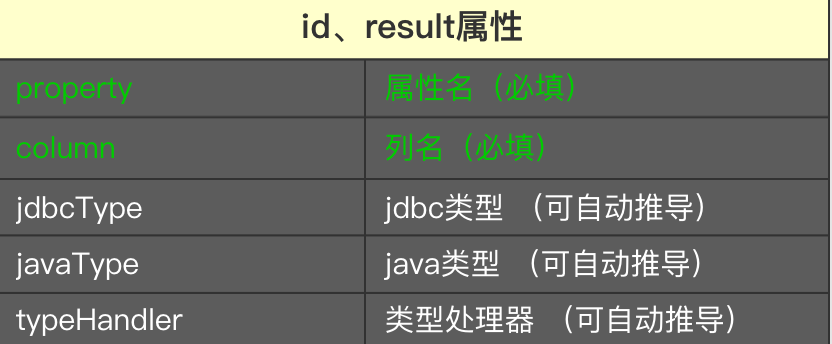 id、result属性
property 属性名（必填）
column 列名（必填）
jdbcType jdbc类型 （可自动推导）
javaType java类型 （可自动推导）
typeHandler 类型处理器 （可自动推导）